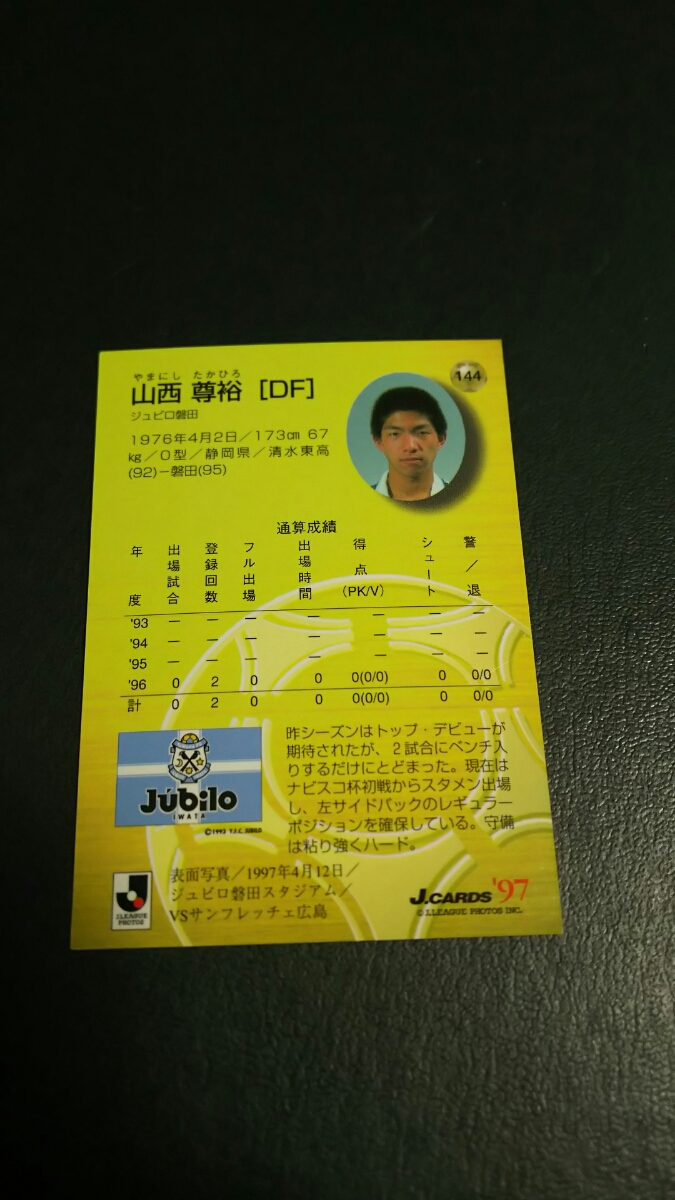 やまにし たかひろ
山西 尊裕 [DF]
144
ジュビロ磐田
1976年4月2日/173㎝ 67
kg/O型/静岡県/清水東高
(92)−磐田(95)
通算成績
年度 出場試合 登録回数 フル出場 出場時間 得点(PK/V) シュート 警/退
'93 − − − − − − −
'94 − − − − − − −
'95 − − − − − − −
'96 0 2 0 0 0(0/0) 0 0/0
計 0 2 0 0 0(0/0) 0 0/0
Júbilo
IWATA
©1992 Y.F.C. JUBILO
昨シーズンはトップ・デビューが
期待されたが、2試合にベンチ入
りするだけにとどまった。現在は
ナビスコ杯初戦からスタメン出場
し、左サイドバックのレギュラー
ポジションを確保している。守備
は粘り強くハード。
表面写真/1997年4月12日/
ジュビロ磐田スタジアム/
VSサンフレッチェ広島
J.LEAGUE
PHOTOS
J.CARDS '97
©J.LEAGUE PHOTOS INC.